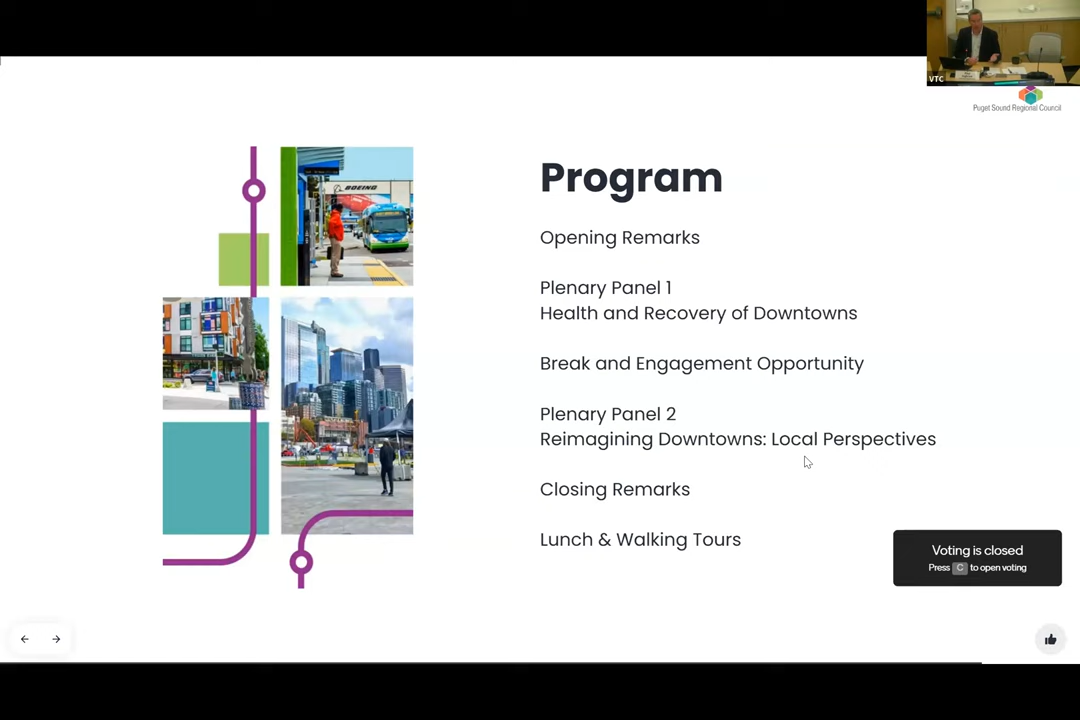 VTC
Puget Sound Regional Council
BOEING
Program
Opening Remarks
Plenary Panel 1
Health and Recovery of Downtowns
Break and Engagement Opportunity
Plenary Panel 2
Reimagining Downtowns: Local Perspectives
Closing Remarks
Lunch & Walking Tours
Voting is closed
Press C to open voting